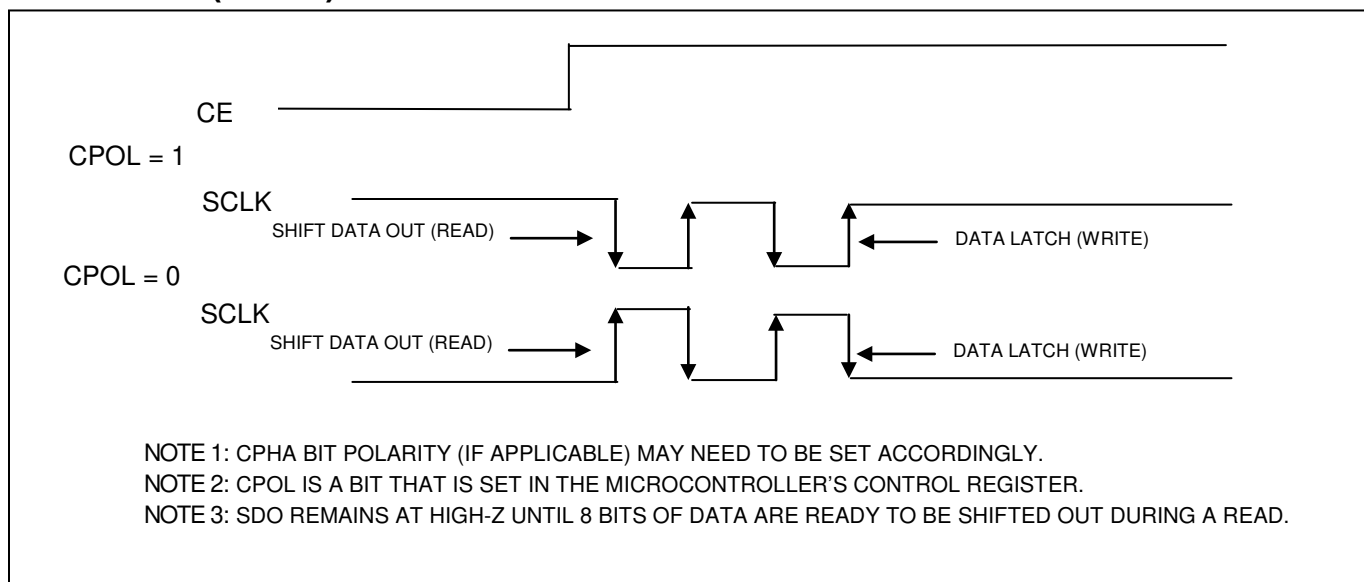 CE
CPOL = 1
SCLK
SHIFT DATA OUT (READ)
DATA LATCH (WRITE)
CPOL = 0
SCLK
SHIFT DATA OUT (READ)
DATA LATCH (WRITE)
NOTE 1: CPHA BIT POLARITY (IF APPLICABLE) MAY NEED TO BE SET ACCORDINGLY.
NOTE 2: CPOL IS A BIT THAT IS SET IN THE MICROCONTROLLER'S CONTROL REGISTER.
NOTE 3: SDO REMAINS AT HIGH-Z UNTIL 8 BITS OF DATA ARE READY TO BE SHIFTED OUT DURING A READ.